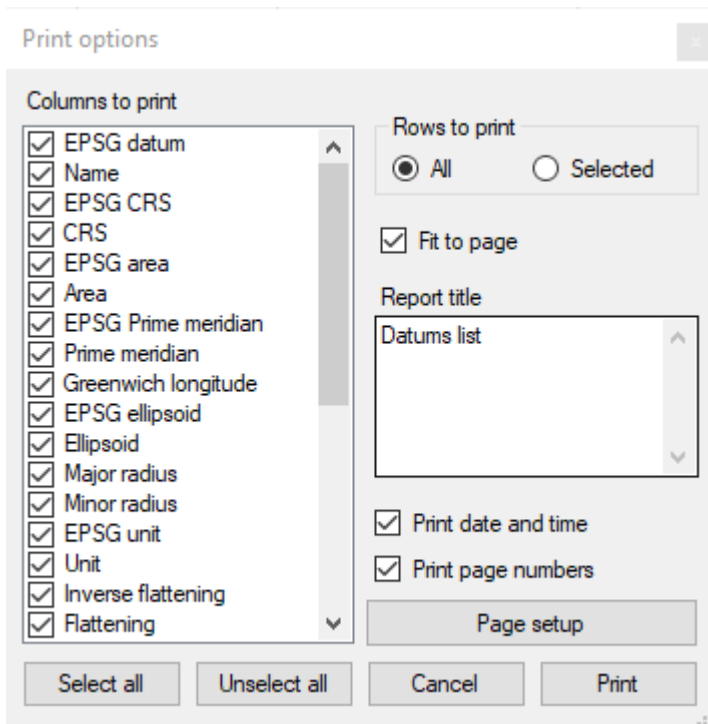 Print options
Columns to print
EPSG datum
Name
EPSG CRS
CRS
EPSG area
Area
EPSG Prime meridian
Prime meridian
Greenwich longitude
EPSG ellipsoid
Ellipsoid
Major radius
Minor radius
EPSG unit
Unit
Inverse flattening
Flattening
Rows to print
All Selected
Fit to page
Report title
Datums list
Print date and time
Print page numbers
Page setup
Select all Unselect all Cancel Print